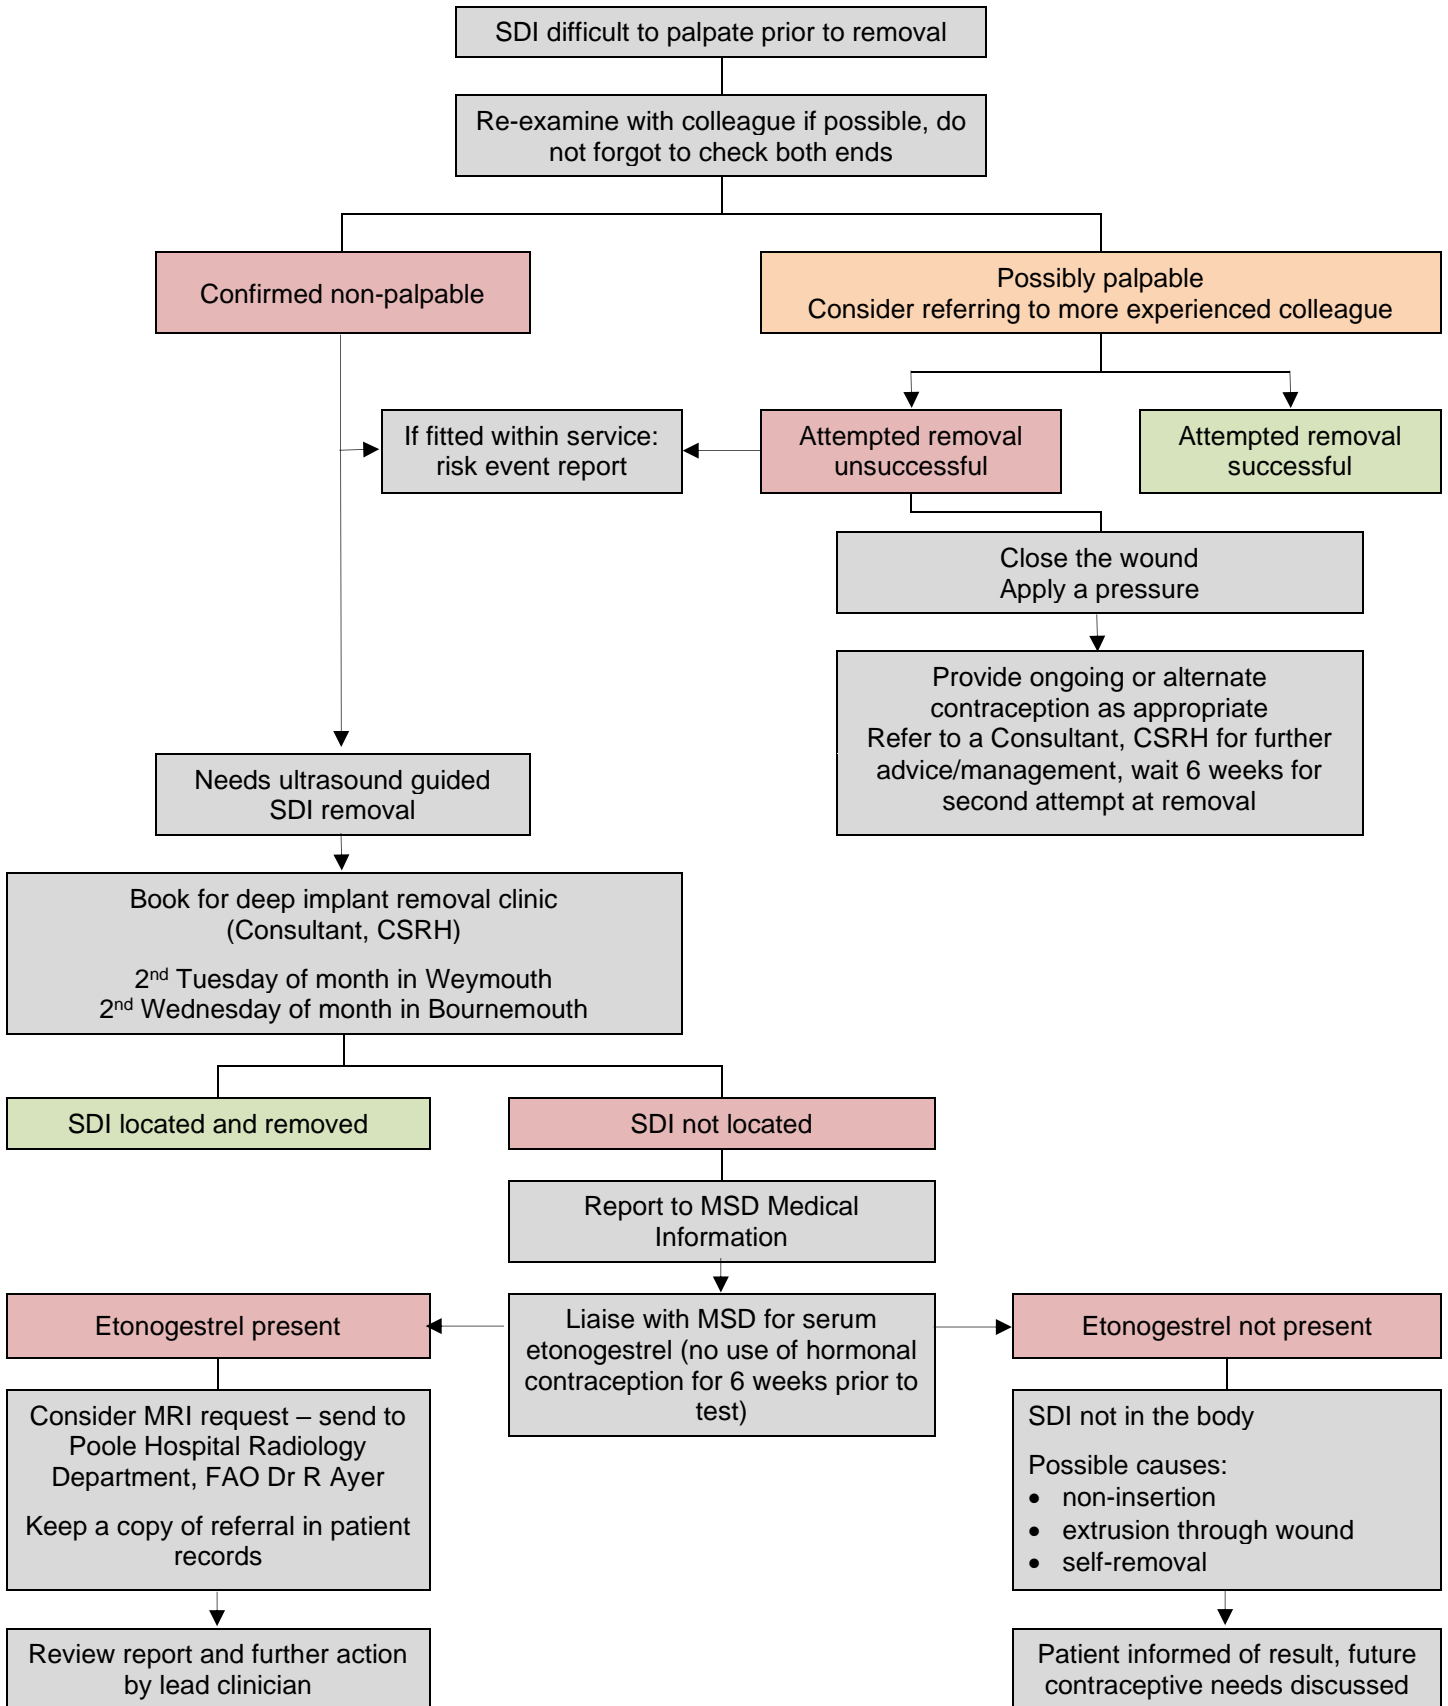 SDI difficult to palpate prior to removal
Re-examine with colleague if possible, do
not forgot to check both ends
Confirmed non-palpable
Possibly palpable
Consider referring to more experienced colleague
If fitted within service:
risk event report
Attempted removal
unsuccessful
Attempted removal
successful
Close the wound
Apply a pressure
Provide ongoing or alternate
contraception as appropriate
Refer to a Consultant, CSRH for further
advice/management, wait 6 weeks for
second attempt at removal
Needs ultrasound guided
SDI removal
Book for deep implant removal clinic
(Consultant, CSRH)
2nd Tuesday of month in Weymouth
2nd Wednesday of month in Bournemouth
SDI located and removed
SDI not located
Report to MSD Medical
Information
Etonogestrel present
Liaise with MSD for serum
etonogestrel (no use of hormonal
contraception for 6 weeks prior to
test)
Etonogestrel not present
Consider MRI request – send to
Poole Hospital Radiology
Department, FAO Dr R Ayer
Keep a copy of referral in patient
records
SDI not in the body
Possible causes:
• non-insertion
• extrusion through wound
• self-removal
Review report and further action
by lead clinician
Patient informed of result, future
contraceptive needs discussed